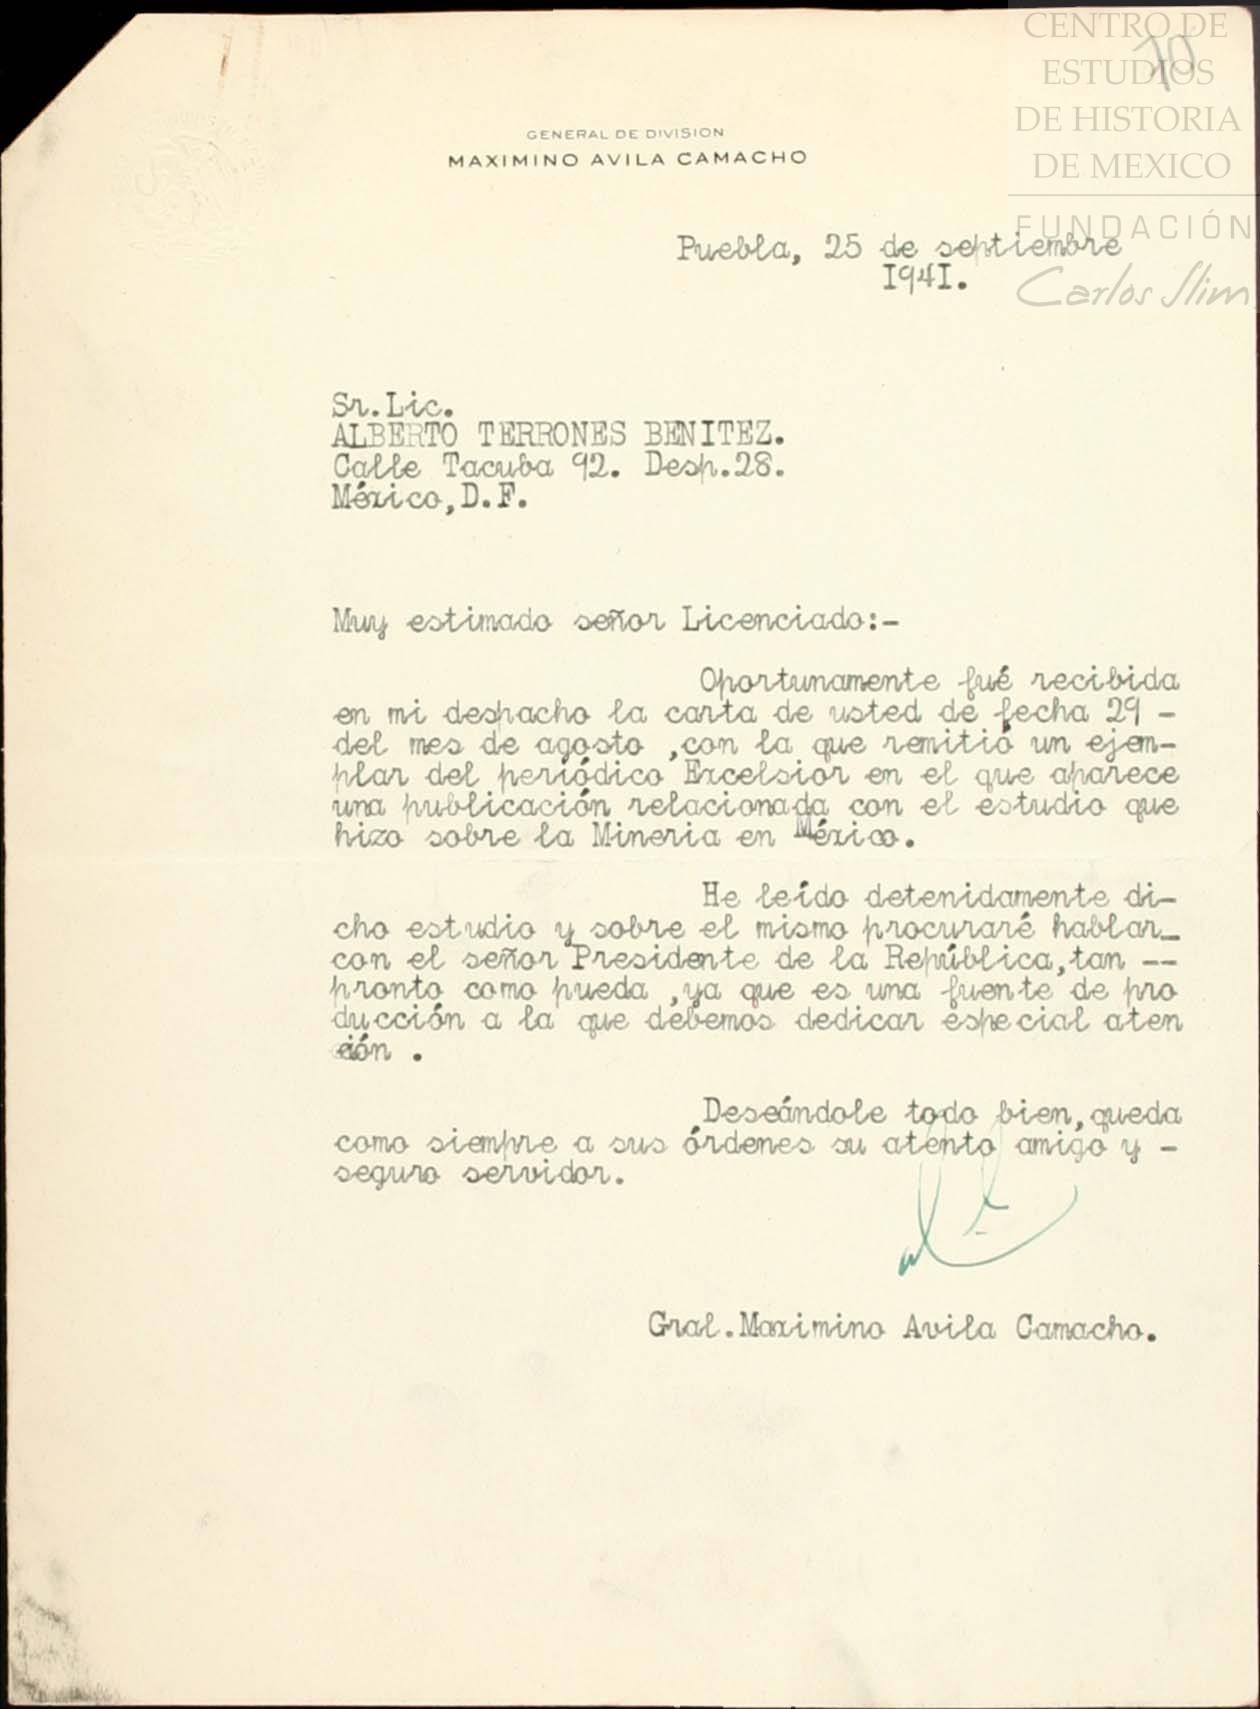 CENTRO DE
ESTUDIOS
DE HISTORIA
DE MEXICO
FUNDACIÓN
Carlos Slim
70
GENERAL DE DIVISION
MAXIMINO AVILA CAMACHO
Puebla, 25 de septiembre
I94I.
Sr.Lic.
ALBERTO TERRONES BENITEZ.
Calle Tacuba 92. Desp.28.
México,D.F.
Muy estimado señor Licenciado:-
Oportunamente fué recibida
en mi despacho la carta de usted de fecha 29 -
del mes de agosto ,con la que remitió un ejem-
plar del periódico Excelsior en el que aparece
una publicación relacionada con el estudio que
hizo sobre la Mineria en México.
He leído detenidamente di-
cho estudio y sobre el mismo procuraré hablar_
con el señor Presidente de la República,tan --
pronto como pueda ,ya que es una fuente de pro
ducción a la que debemos dedicar especial aten
ción .
Deseándole todo bien,queda
como siempre a sus órdenes su atento amigo y -
seguro servidor.
Gral.Maximino Avila Camacho.